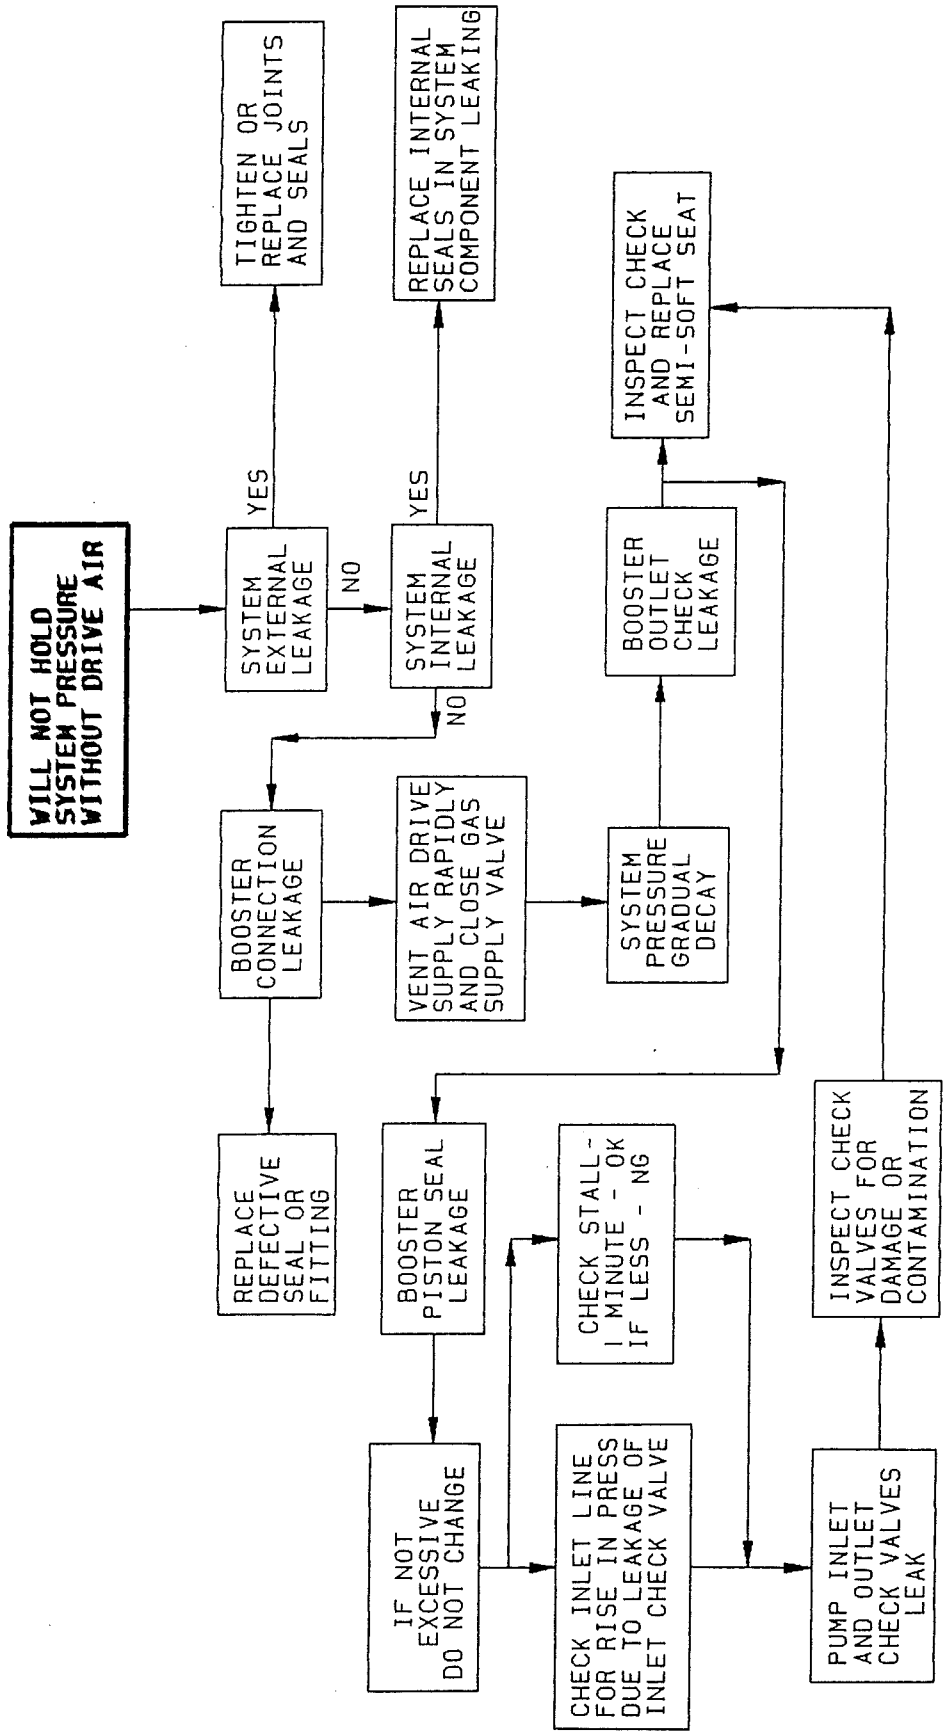 WILL NOT HOLD
SYSTEM PRESSURE
WITHOUT DRIVE AIR
SYSTEM
EXTERNAL
LEAKAGE
YES
TIGHTEN OR
REPLACE JOINTS
AND SEALS
NO
SYSTEM
INTERNAL
LEAKAGE
YES
REPLACE INTERNAL
SEALS IN SYSTEM
COMPONENT LEAKING
NO
BOOSTER
CONNECTION
LEAKAGE
REPLACE
DEFECTIVE
SEAL OR
FITTING
VENT AIR DRIVE
SUPPLY RAPIDLY
AND CLOSE GAS
SUPPLY VALVE
SYSTEM
PRESSURE
GRADUAL
DECAY
BOOSTER
OUTLET
CHECK
LEAKAGE
INSPECT CHECK
AND REPLACE
SEMI-SOFT SEAT
BOOSTER
PISTON SEAL
LEAKAGE
IF NOT
EXCESSIVE
DO NOT CHANGE
CHECK STALL-
1 MINUTE - OK
IF LESS - NG
CHECK INLET LINE
FOR RISE IN PRESS
DUE TO LEAKAGE OF
INLET CHECK VALVE
PUMP INLET
AND OUTLET
CHECK VALVES
LEAK
INSPECT CHECK
VALVES FOR
DAMAGE OR
CONTAMINATION